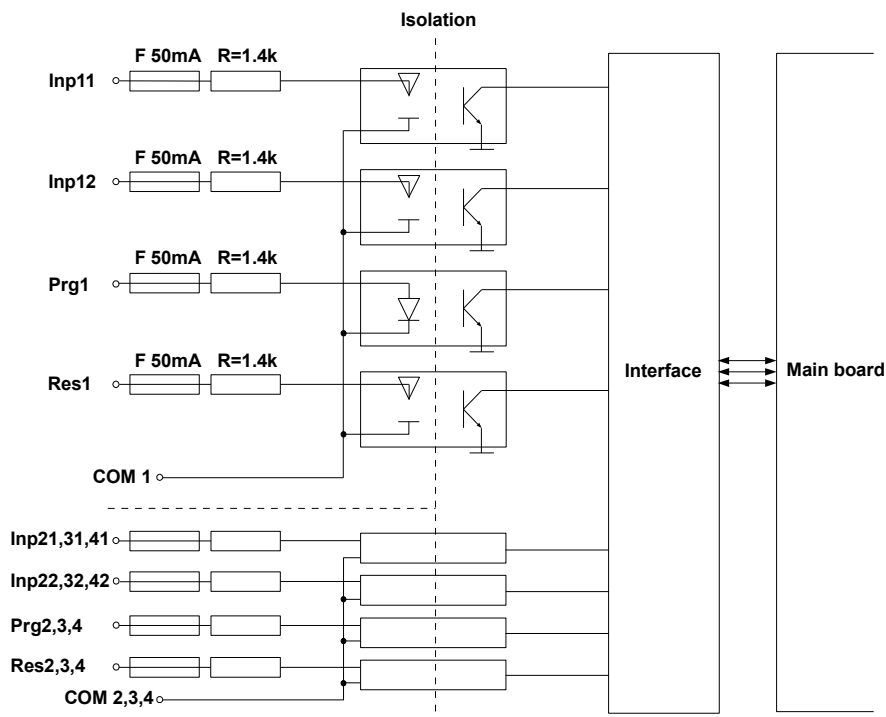 Isolation
F 50mA R=1.4k
Inp11
F 50mA R=1.4k
Inp12
F 50mA R=1.4k
Prg1
F 50mA R=1.4k
Res1
Interface
Main board
COM 1
Inp21,31,41
Inp22,32,42
Prg2,3,4
Res2,3,4
COM 2,3,4